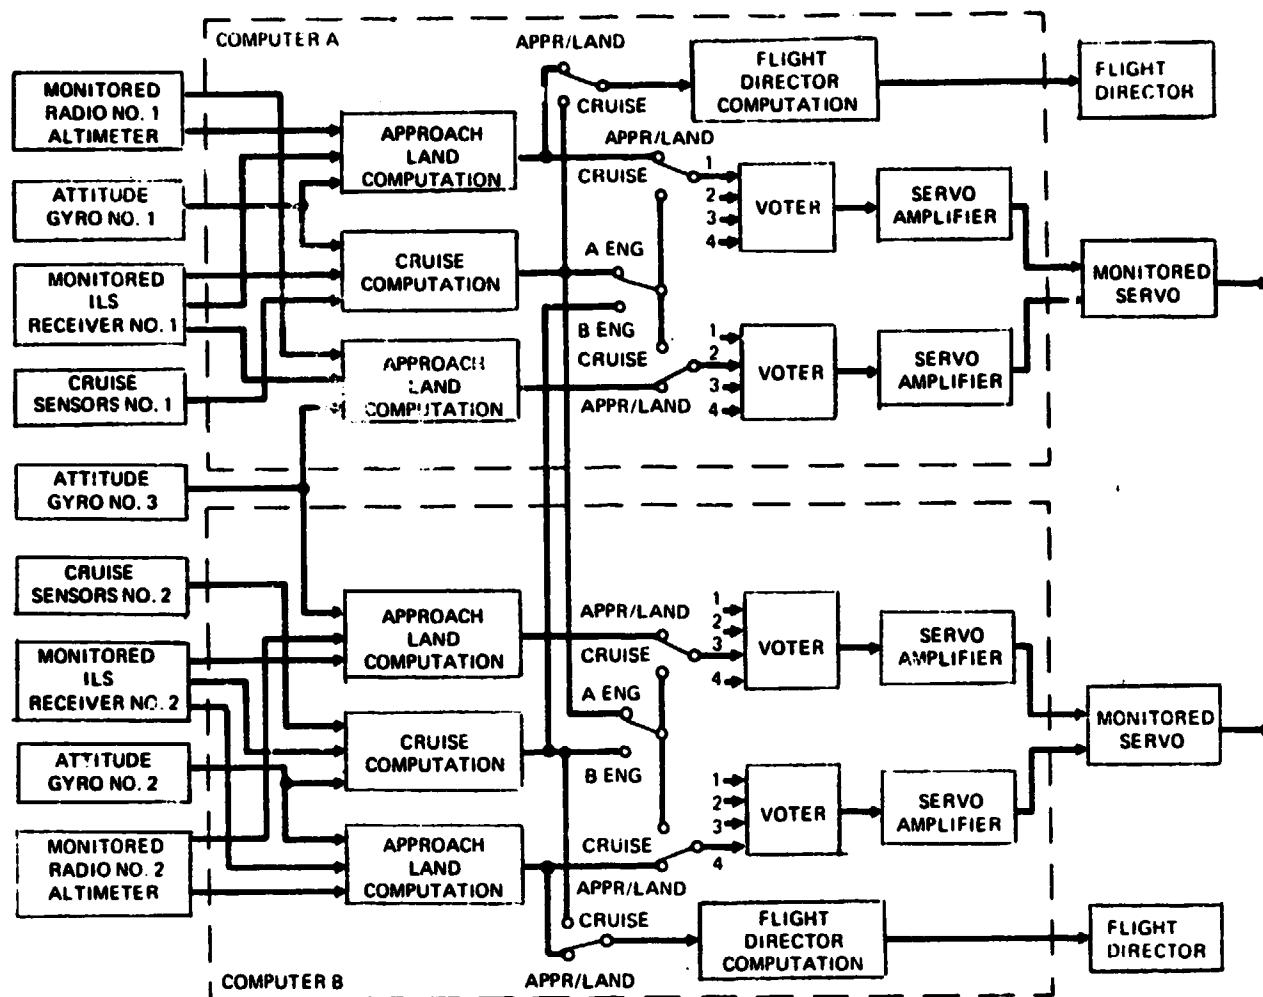 COMPUTER A
APPR/LAND
CRUISE
FLIGHT
DIRECTOR
COMPUTATION
FLIGHT
DIRECTOR
MONITORED
RADIO NO. 1
ALTIMETER
APPROACH
LAND
COMPUTATION
APPR/LAND
CRUISE
1
2
3
4
VOTER
SERVO
AMPLIFIER
ATTITUDE
GYRO NO. 1
CRUISE
COMPUTATION
A ENG
B ENG
MONITORED
SERVO
MONITORED
ILS
RECEIVER NO. 1
CRUISE
APPR/LAND
1
2
3
4
VOTER
SERVO
AMPLIFIER
APPROACH
LAND
COMPUTATION
CRUISE
SENSORS NO. 1
ATTITUDE
GYRO NO. 3
CRUISE
SENSORS NO. 2
APPROACH
LAND
COMPUTATION
APPR/LAND
CRUISE
1
2
3
4
VOTER
SERVO
AMPLIFIER
MONITORED
ILS
RECEIVER NO. 2
CRUISE
COMPUTATION
A ENG
B ENG
MONITORED
SERVO
ATTITUDE
GYRO NO. 2
1
2
3
4
VOTER
SERVO
AMPLIFIER
MONITORED
RADIO NO. 2
ALTIMETER
APPROACH
LAND
COMPUTATION
CRUISE
APPR/LAND
CRUISE
APPR/LAND
FLIGHT
DIRECTOR
COMPUTATION
FLIGHT
DIRECTOR
COMPUTER B